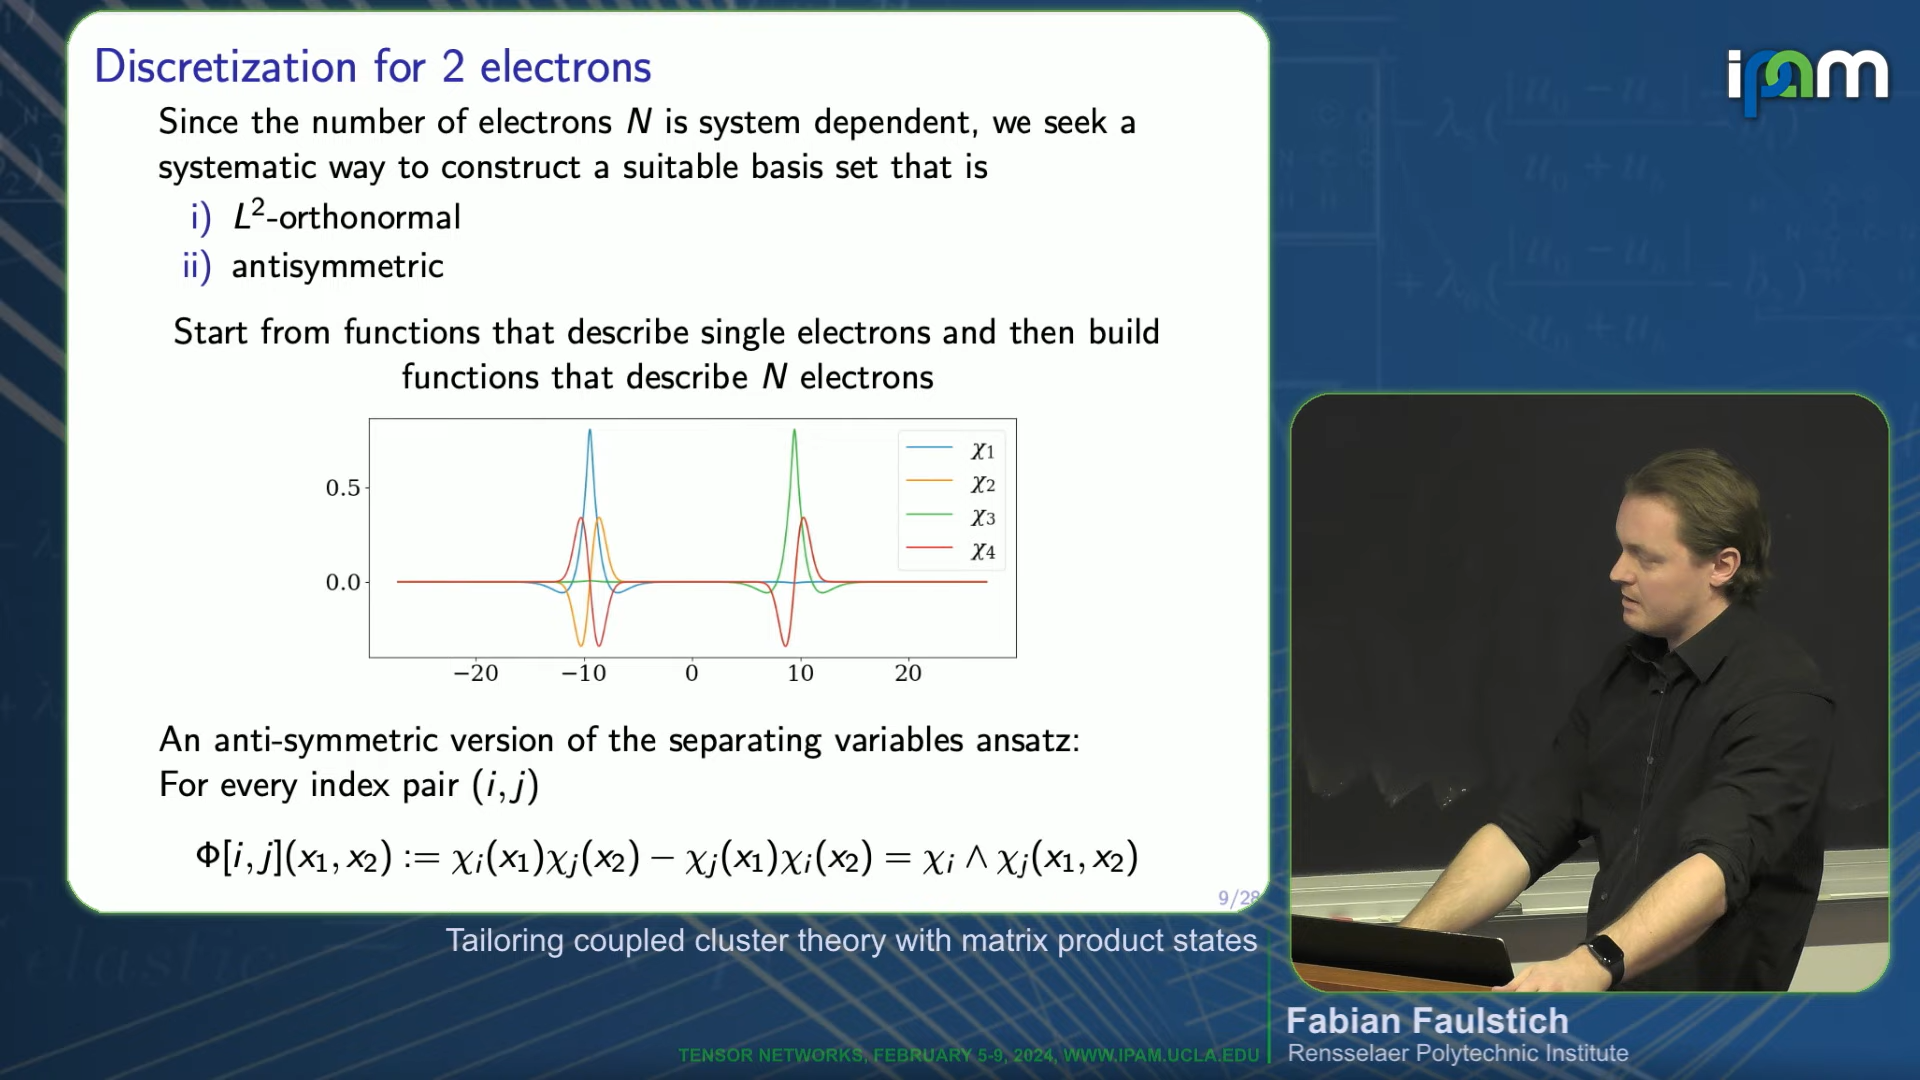 Discretization for 2 electrons
Since the number of electrons N is system dependent, we seek a
systematic way to construct a suitable basis set that is
i) L²-orthonormal
ii) antisymmetric
Start from functions that describe single electrons and then build
functions that describe N electrons
0.5
0.0
χ1
χ2
χ3
χ4
−20 −10 0 10 20
An anti-symmetric version of the separating variables ansatz:
For every index pair (i, j)
Φ[i, j](x₁, x₂) := χᵢ(x₁)χⱼ(x₂) − χⱼ(x₁)χᵢ(x₂) = χᵢ ∧ χⱼ(x₁, x₂)
9/28
Tailoring coupled cluster theory with matrix product states
TENSOR NETWORKS, FEBRUARY 5-9, 2024, WWW.IPAM.UCLA.EDU
ipam
Fabian Faulstich
Rensselaer Polytechnic Institute